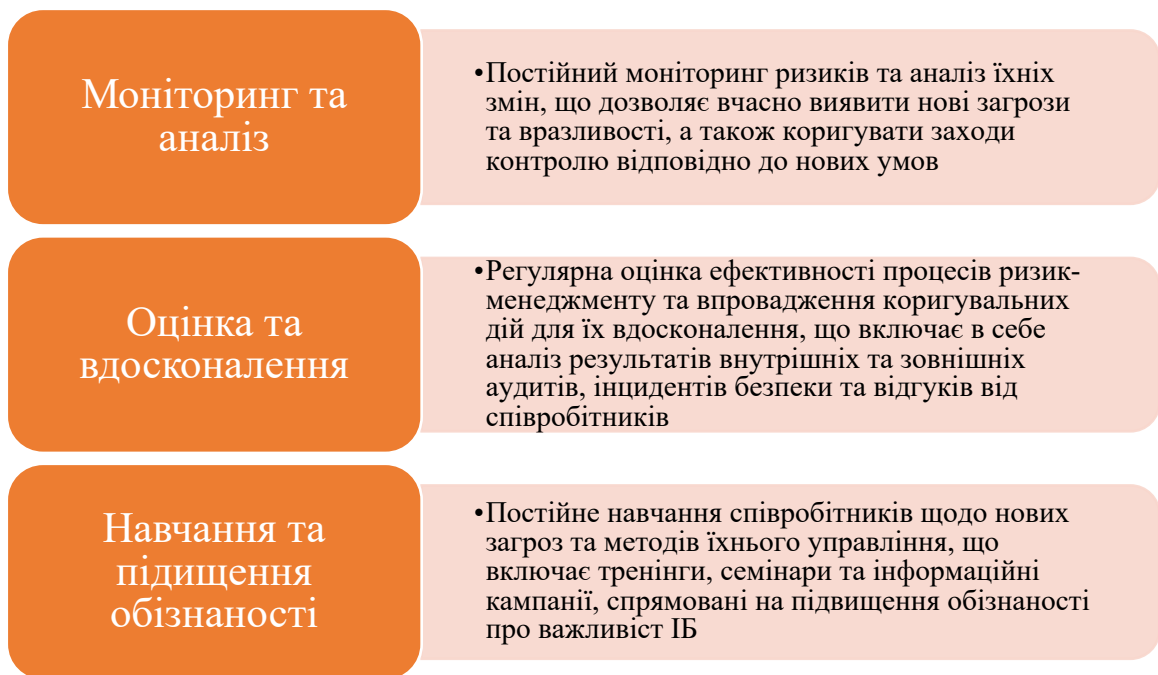 Моніторинг та
аналіз
•Постійний моніторинг ризиків та аналіз їхніх
змін, що дозволяє вчасно виявити нові загрози
та вразливості, а також коригувати заходи
контролю відповідно до нових умов
Оцінка та
вдосконалення
•Регулярна оцінка ефективності процесів ризик-
менеджменту та впровадження коригувальних
дій для їх вдосконалення, що включає в себе
аналіз результатів внутрішніх та зовнішніх
аудитів, інцидентів безпеки та відгуків від
співробітників
Навчання та
підищення
обізнаності
•Постійне навчання співробітників щодо нових
загроз та методів їхнього управління, що
включає тренінги, семінари та інформаційні
кампанії, спрямовані на підвищення обізнаності
про важливіст ІБ